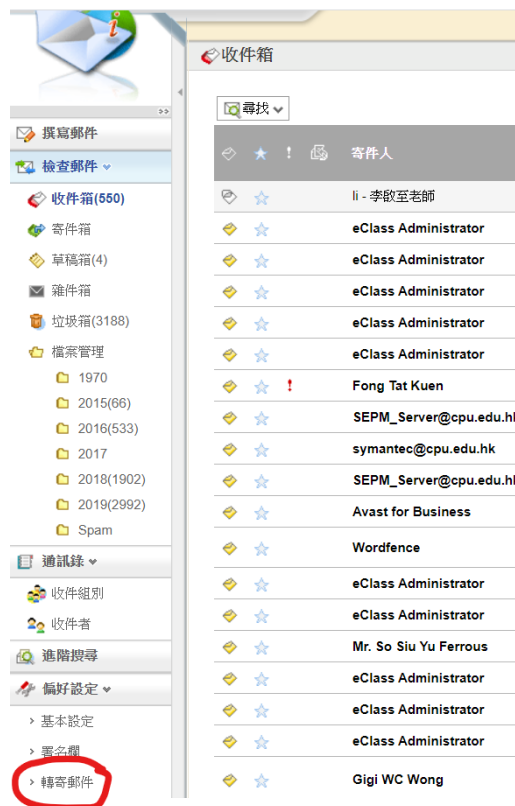 收件箱
>>
尋找
撰寫郵件
! 寄件人
檢查郵件
收件箱(550)
li - 李啟至老師
寄件箱
eClass Administrator
草稿箱(4)
eClass Administrator
雜件箱
eClass Administrator
垃圾箱(3188)
eClass Administrator
檔案管理
eClass Administrator
1970
! Fong Tat Kuen
2015(66)
SEPM_Server@cpu.edu.h
2016(533)
symantec@cpu.edu.hk
2017
2018(1902)
SEPM_Server@cpu.edu.h
2019(2992)
Avast for Business
Spam
Wordfence
通訊錄
eClass Administrator
收件組別
eClass Administrator
收件者
Mr. So Siu Yu Ferrous
進階搜尋
eClass Administrator
偏好設定
eClass Administrator
基本設定
eClass Administrator
署名欄
轉寄郵件
Gigi WC Wong